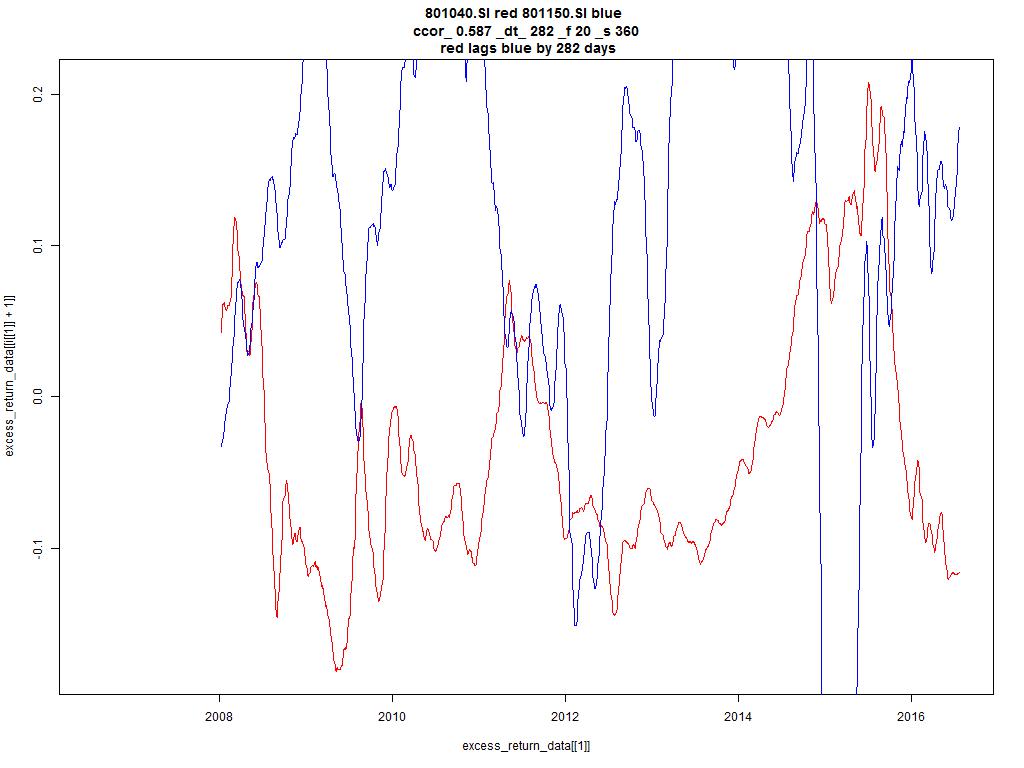 801040.SI red 801150.SI blue
ccor_ 0.587 _dt_ 282 _f 20 _s 360
red lags blue by 282 days
0.2
0.1
0.0
-0.1
excess_return_data[[i[[1]] + 1]]
2008 2010 2012 2014 2016
excess_return_data[[1]]